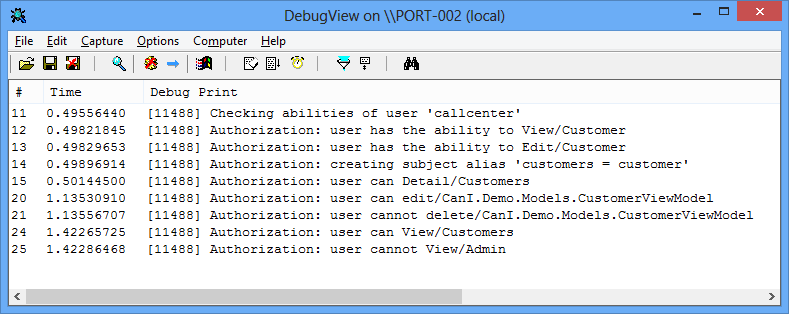 DebugView on \\PORT-002 (local)
File Edit Capture Options Computer Help
# Time Debug Print
11 0.49556440 [11488] Checking abilities of user 'callcenter'
12 0.49821845 [11488] Authorization: user has the ability to View/Customer
13 0.49829653 [11488] Authorization: user has the ability to Edit/Customer
14 0.49896914 [11488] Authorization: creating subject alias 'customers = customer'
15 0.50144500 [11488] Authorization: user can Detail/Customers
20 1.13530910 [11488] Authorization: user can edit/CanI.Demo.Models.CustomerViewModel
21 1.13556707 [11488] Authorization: user cannot delete/CanI.Demo.Models.CustomerViewModel
24 1.42265725 [11488] Authorization: user can View/Customers
25 1.42286468 [11488] Authorization: user cannot View/Admin